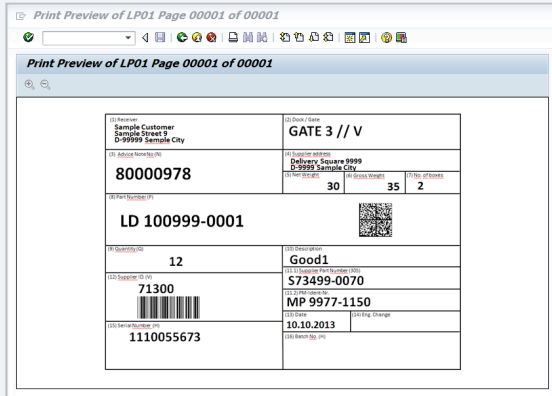 Print Preview of LP01 Page 00001 of 00001
Print Preview of LP01 Page 00001 of 00001
(1) Receiver
Sample Customer
Sample Street 9
D-99999 Semple City
(2) Dock / Gate
GATE 3 // V
(3) Advice Note No (N)
80000978
(4) Supplier address
Delivery Square 9999
D-9999 Sample City
(5) Net Weight
30
(6) Gross Weight
35
(7) No. of boxes
2
(8) Part Number (P)
LD 100999-0001
(9) Quantity (Q)
12
(10) Description
Good1
(11.1) Supplier Part Number (30S)
S73499-0070
(12) Supplier ID (V)
71300
(11.2) PM-Ident-Nr.
MP 9977-1150
(13) Date
10.10.2013
(14) Eng. Change
(15) Serial Number (H)
1110055673
(16) Batch No. (H)